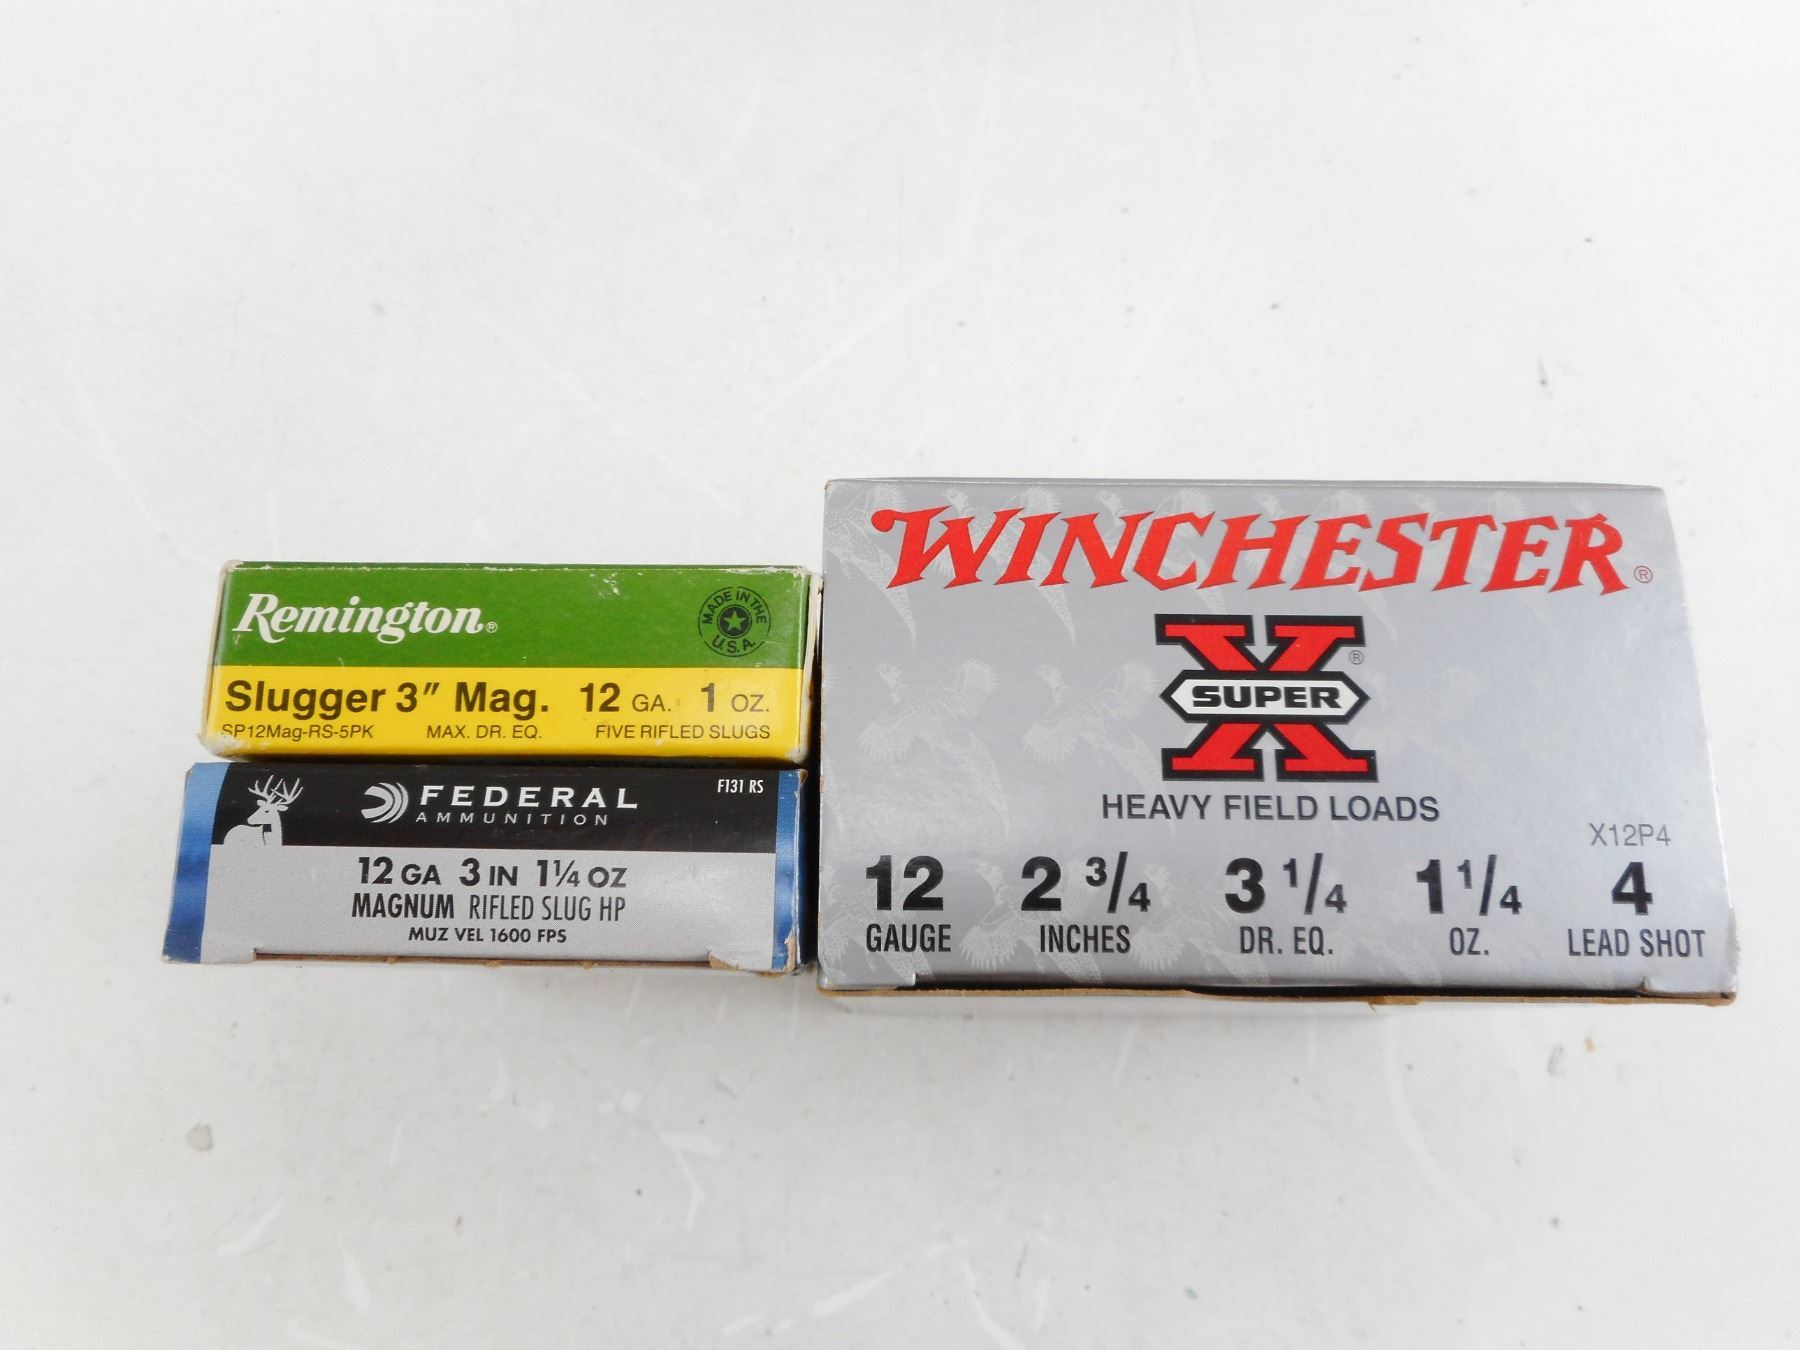 Remington®
MADE IN THE U.S.A.
Slugger 3" Mag. 12 GA. 1 OZ.
SP12Mag-RS-5PK MAX. DR. EQ. FIVE RIFLED SLUGS
FEDERAL
AMMUNITION
F131 RS
12 GA 3 IN 1¼ OZ
MAGNUM RIFLED SLUG HP
MUZ VEL 1600 FPS
WINCHESTER®
X®
SUPER
HEAVY FIELD LOADS
X12P4
12 2 3/4 3 1/4 1 1/4 4
GAUGE INCHES DR. EQ. OZ. LEAD SHOT